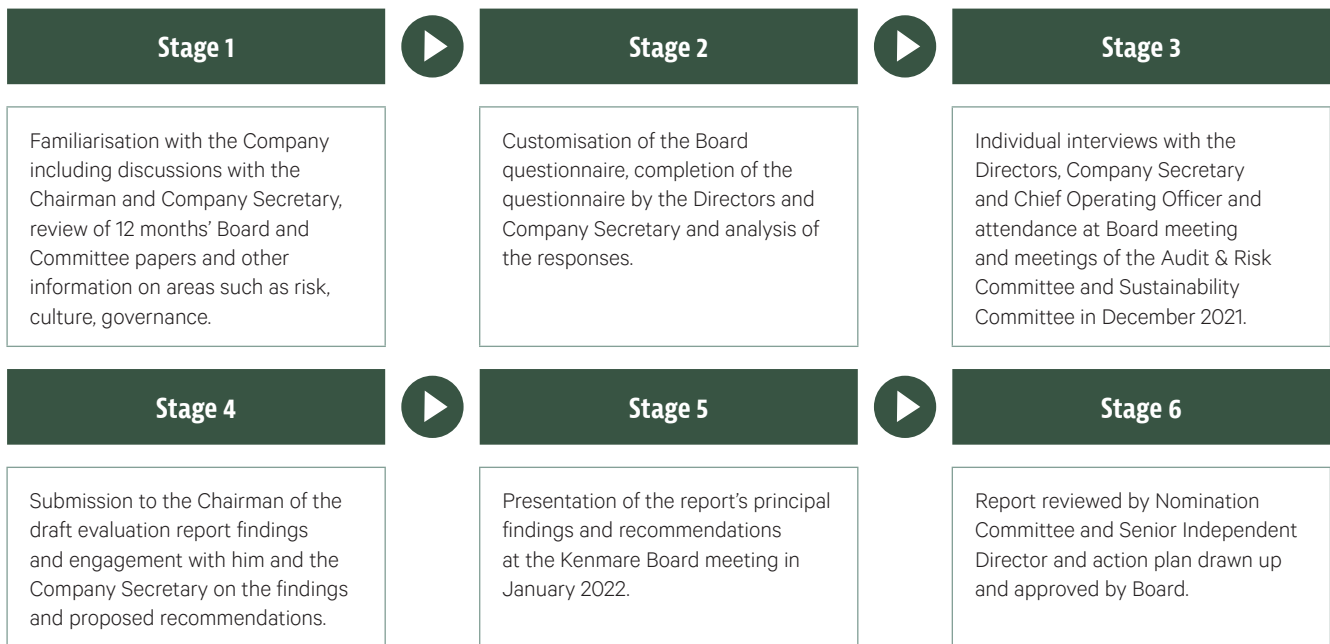 Stage 1
Familiarisation with the Company
including discussions with the
Chairman and Company Secretary,
review of 12 months’ Board and
Committee papers and other
information on areas such as risk,
culture, governance.
Stage 2
Customisation of the Board
questionnaire, completion of the
questionnaire by the Directors and
Company Secretary and analysis of
the responses.
Stage 3
Individual interviews with the
Directors, Company Secretary
and Chief Operating Officer and
attendance at Board meeting
and meetings of the Audit & Risk
Committee and Sustainability
Committee in December 2021.
Stage 4
Submission to the Chairman of the
draft evaluation report findings
and engagement with him and the
Company Secretary on the findings
and proposed recommendations.
Stage 5
Presentation of the report’s principal
findings and recommendations
at the Kenmare Board meeting in
January 2022.
Stage 6
Report reviewed by Nomination
Committee and Senior Independent
Director and action plan drawn up
and approved by Board.